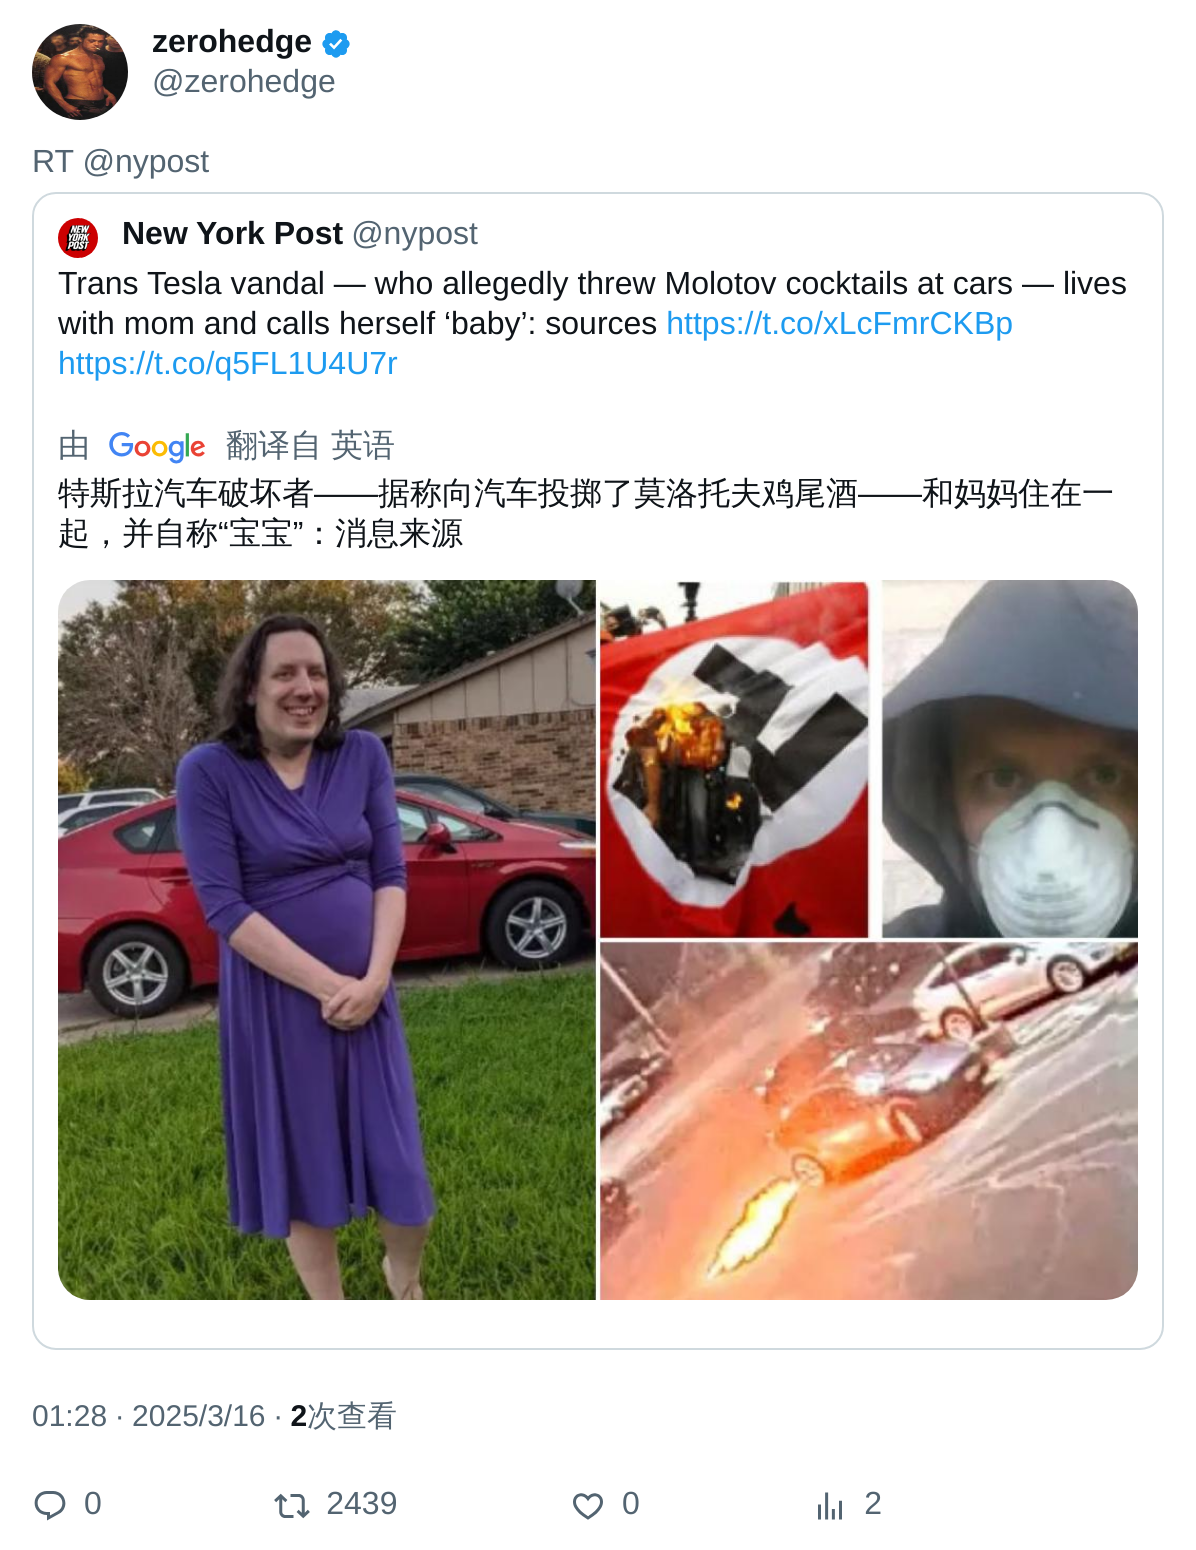 zerohedge
@zerohedge
RT @nypost
NEW
YORK
POST
New York Post @nypost
Trans Tesla vandal — who allegedly threw Molotov cocktails at cars — lives
with mom and calls herself ‘baby’: sources https://t.co/xLcFmrCKBp
https://t.co/q5FL1U4U7r
由 Google 翻译自 英语
特斯拉汽车破坏者——据称向汽车投掷了莫洛托夫鸡尾酒——和妈妈住在一
起，并自称“宝宝”：消息来源
01:28 · 2025/3/16 · 2次查看
0 2439 0 2